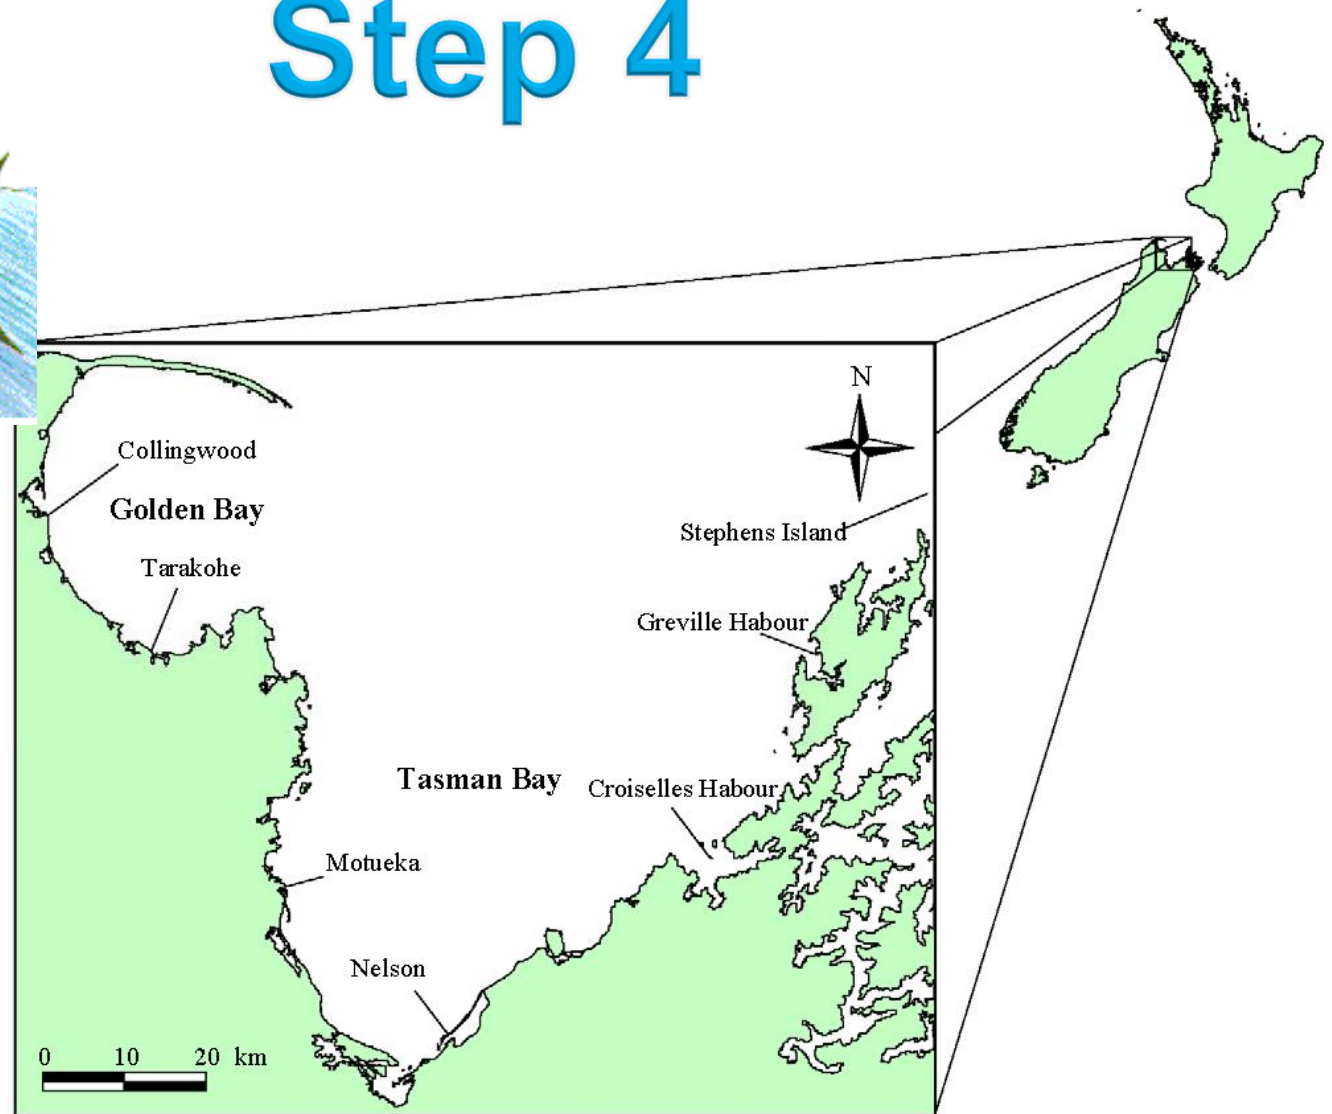 Step 4
N
Collingwood
Golden Bay
Stephens Island
Tarakohe
Greville Habour
Tasman Bay
Croiselles Habour
Motueka
Nelson
0 10 20 km